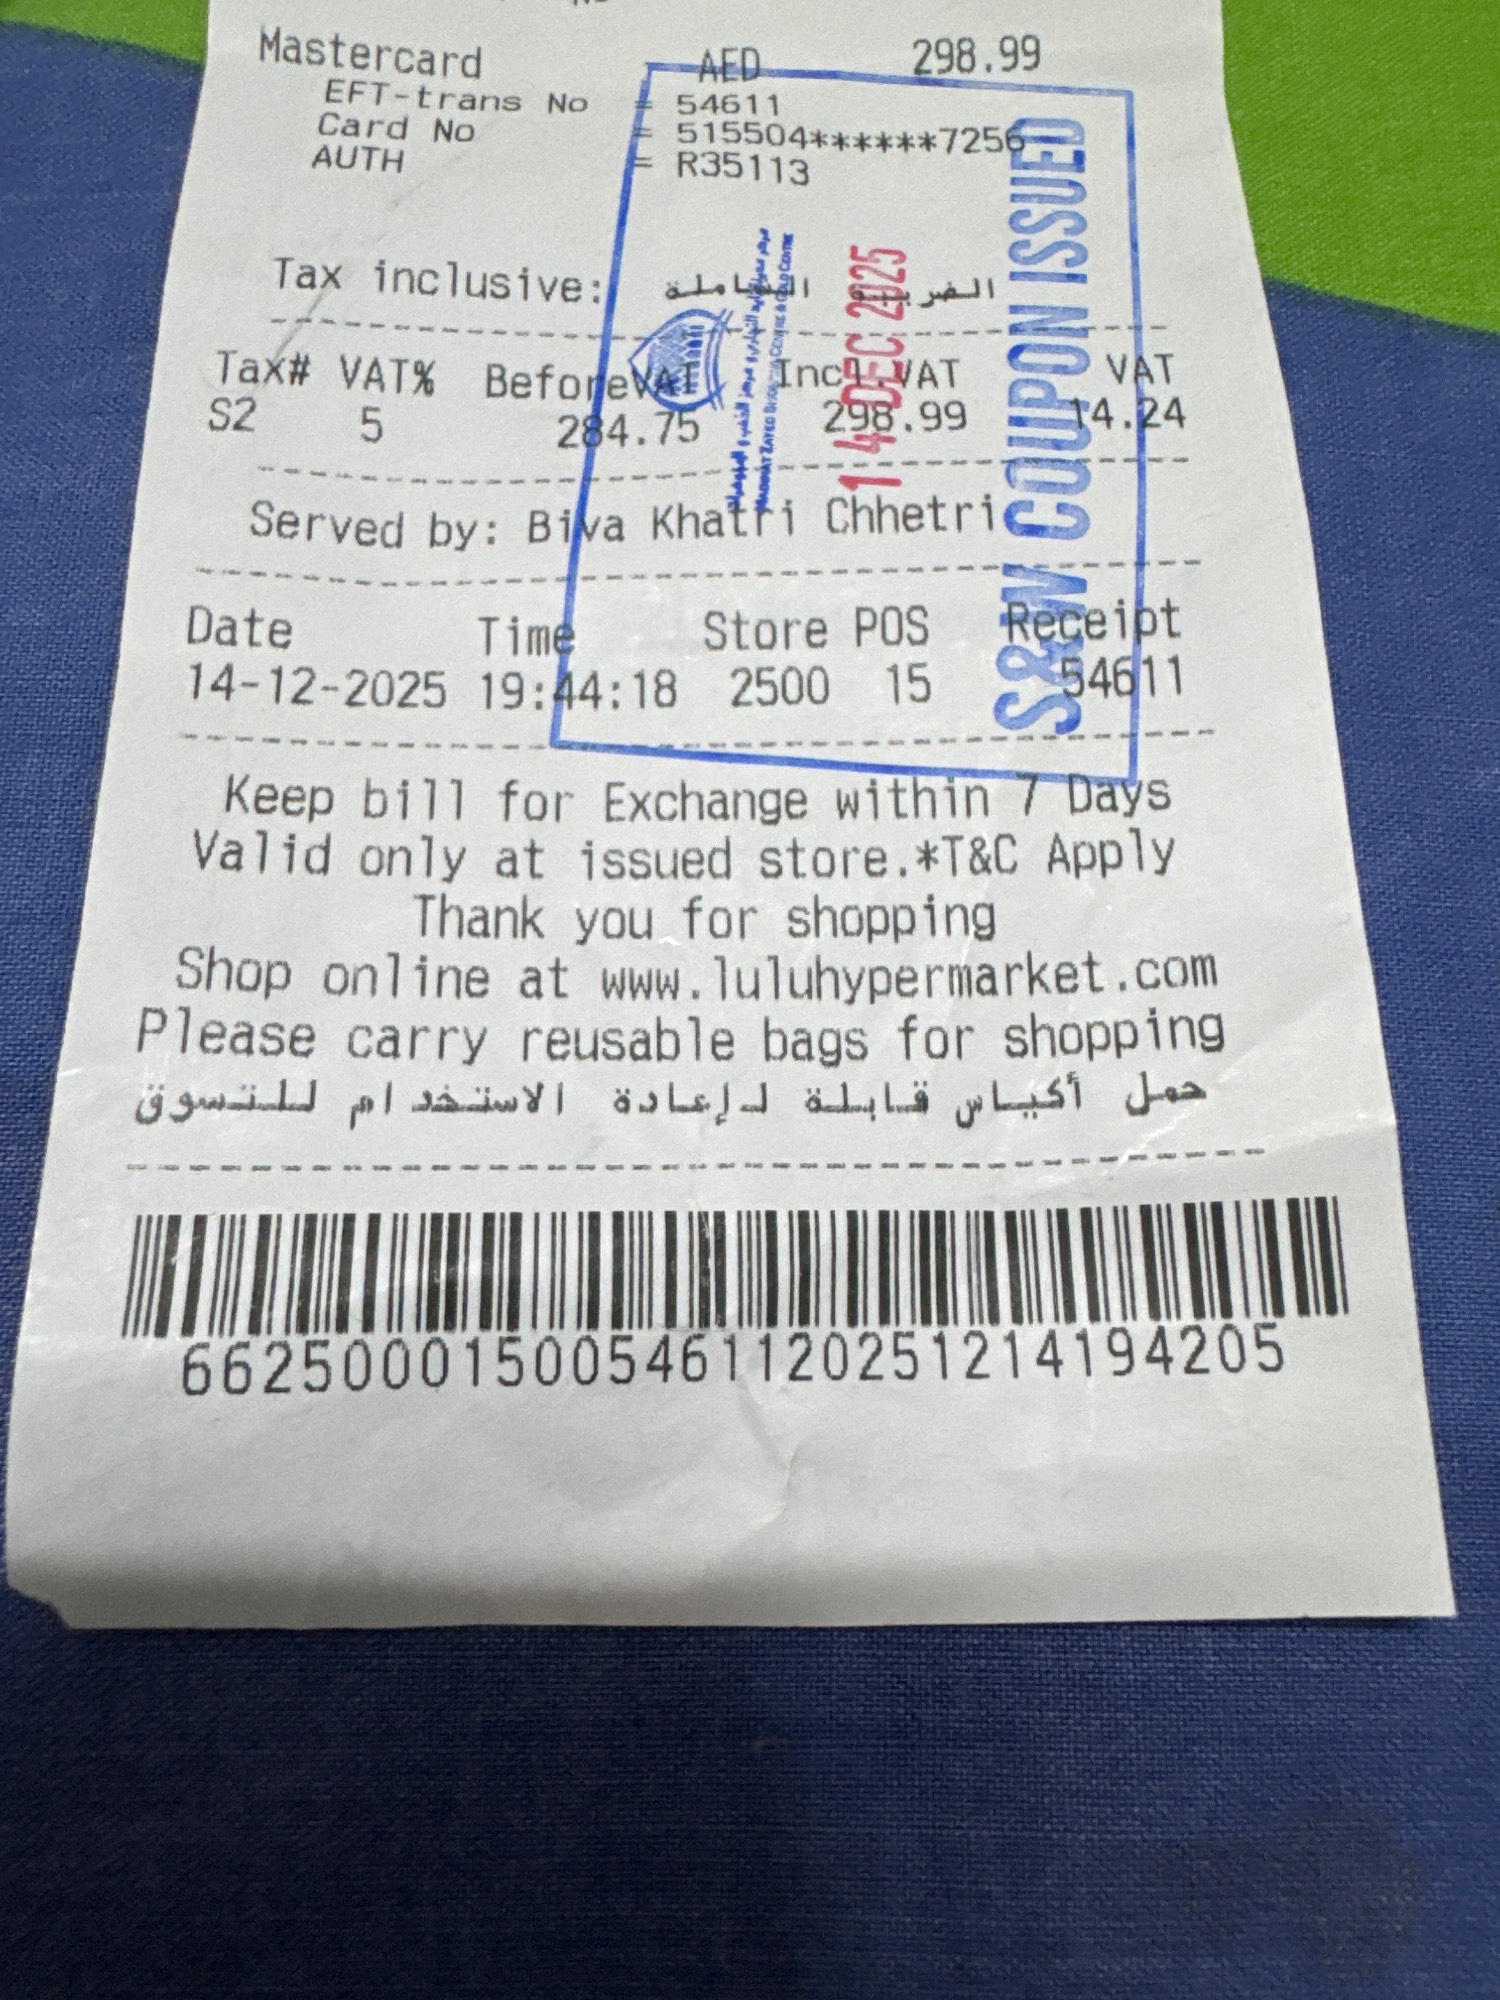 Mastercard AED 298.99
EFT-trans No = 54611
Card No = 515504******7256
AUTH = R35113
Tax inclusive: الضريبة الشاملة
Tax# VAT% BeforeVAT Incl.VAT VAT
S2 5 284.75 298.99 14.24
Served by: Biva Khatri Chhetri
Date Time Store POS Receipt
14-12-2025 19:44:18 2500 15 54611
Keep bill for Exchange within 7 Days
Valid only at issued store.*T&C Apply
Thank you for shopping
Shop online at www.luluhypermarket.com
Please carry reusable bags for shopping
حمل أكياس قابلة لإعادة الاستخدام للتسوق
662500015005461120251214194205
14 DEC 2025
S&W COUPON ISSUED